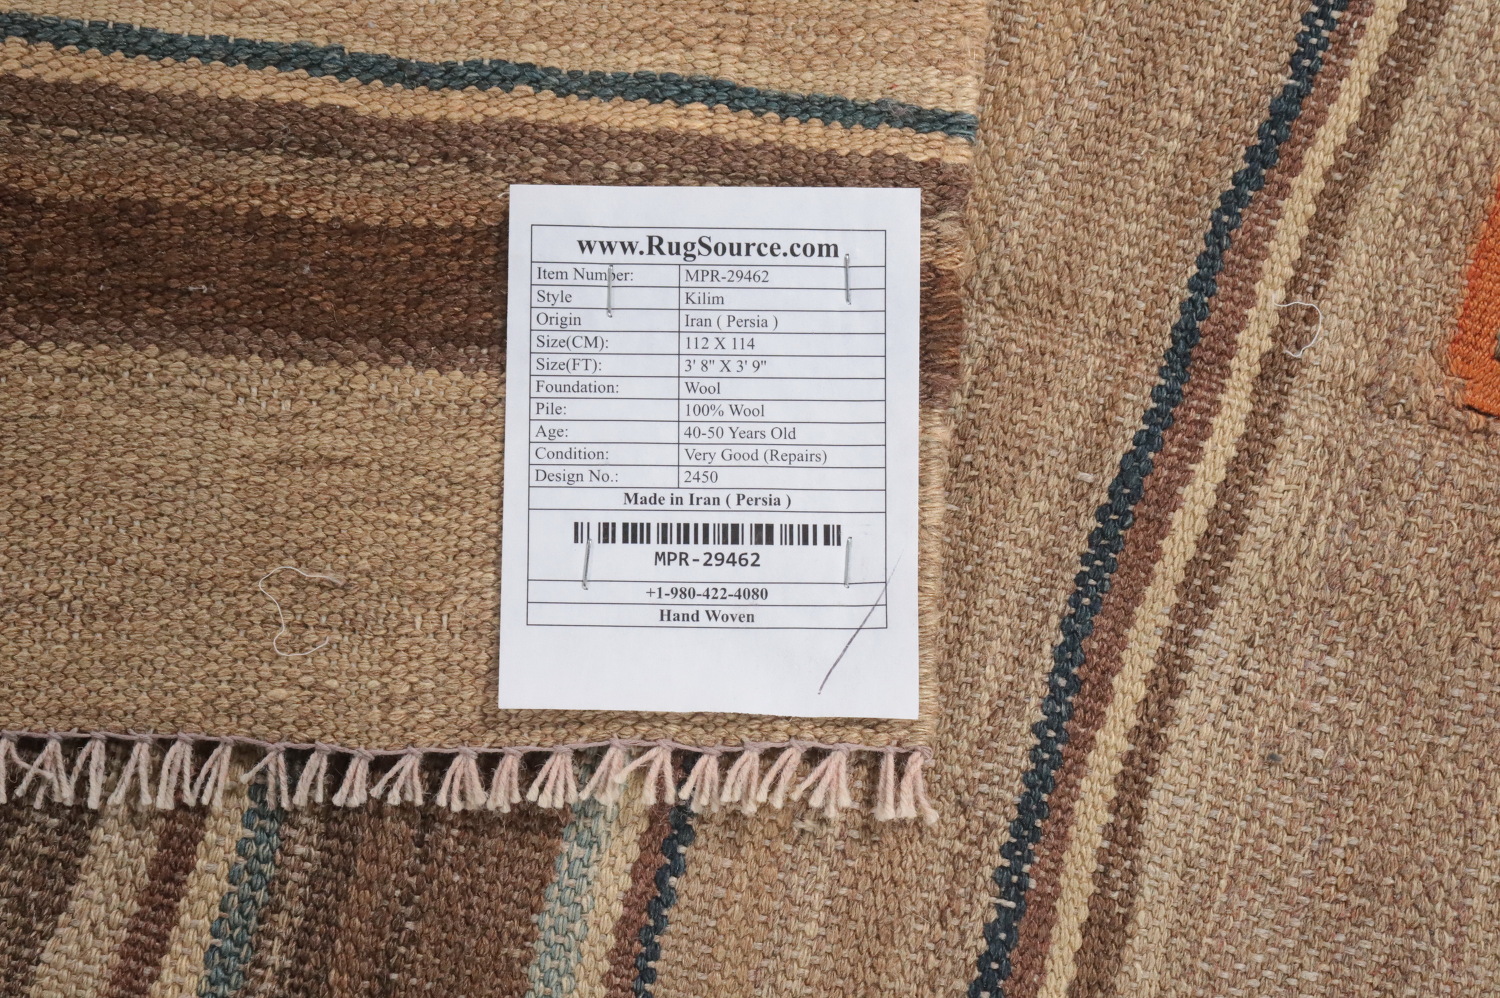 www.RugSource.com
Item Number: MPR-29462
Style Kilim
Origin Iran ( Persia )
Size(CM): 112 X 114
Size(FT): 3' 8" X 3' 9"
Foundation: Wool
Pile: 100% Wool
Age: 40-50 Years Old
Condition: Very Good (Repairs)
Design No.: 2450
Made in Iran ( Persia )
MPR-29462
+1-980-422-4080
Hand Woven